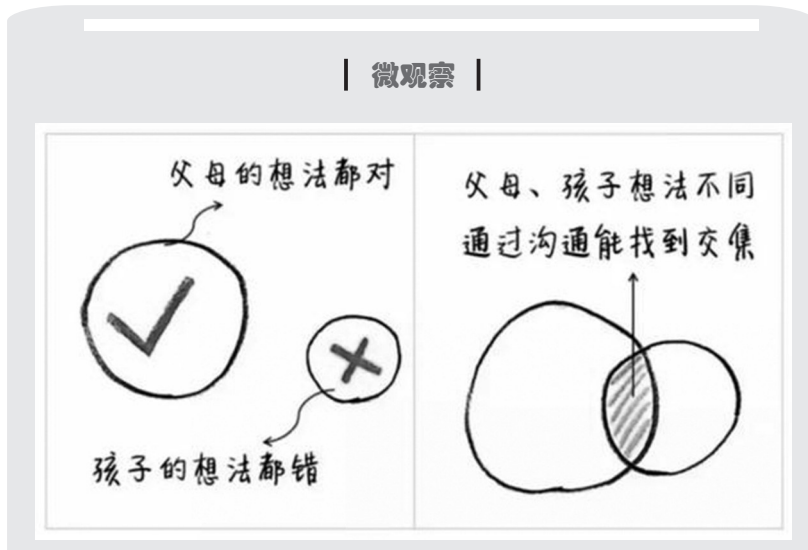 微观察
父母的想法都对
孩子的想法都错
父母、孩子想法不同
通过沟通能找到交集